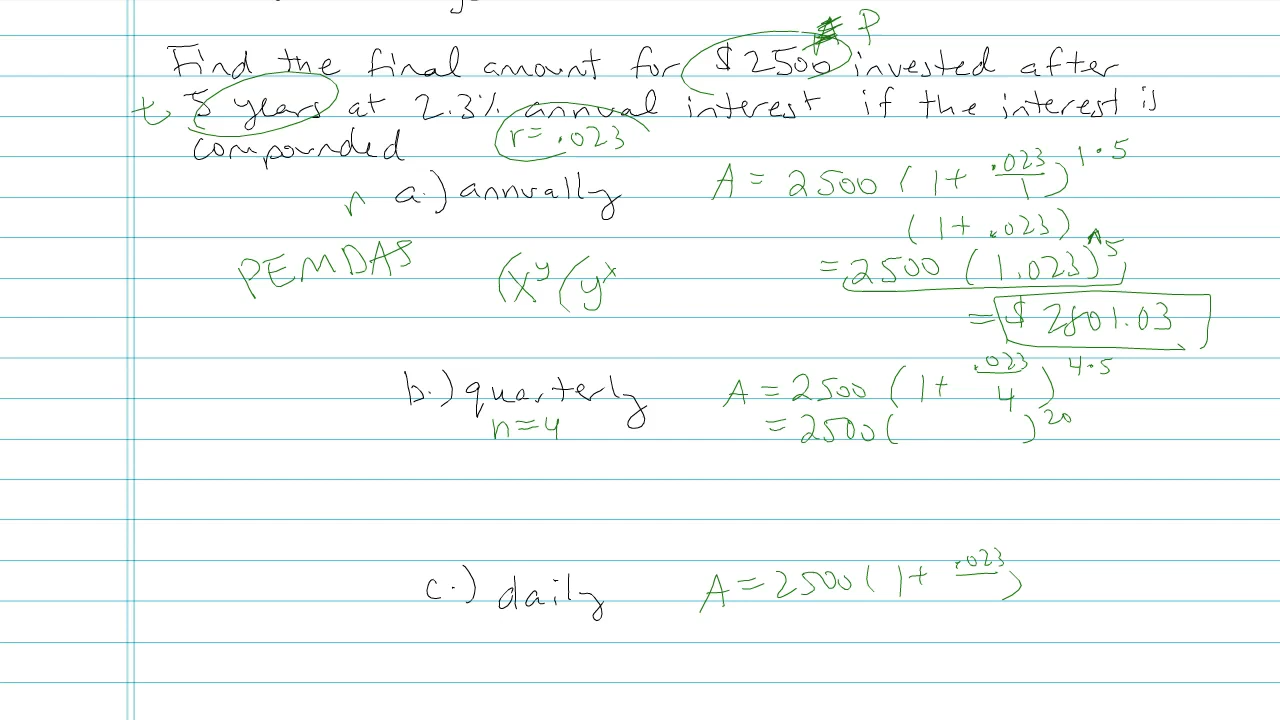 P
Find the final amount for $2500 invested after
t 5 years at 2.3% annual interest if the interest is
compounded r = .023
n a.) annually A = 2500 (1 + .023/1)^1·5
(1 + .023)
PEMDAS (x^y (y^x = 2500 (1.023)^5
= $2801.03
b.) quarterly A = 2500 (1 + .023/4)^4·5
n=4 = 2500 ( )^20
c.) daily A = 2500 (1 + .023/ )